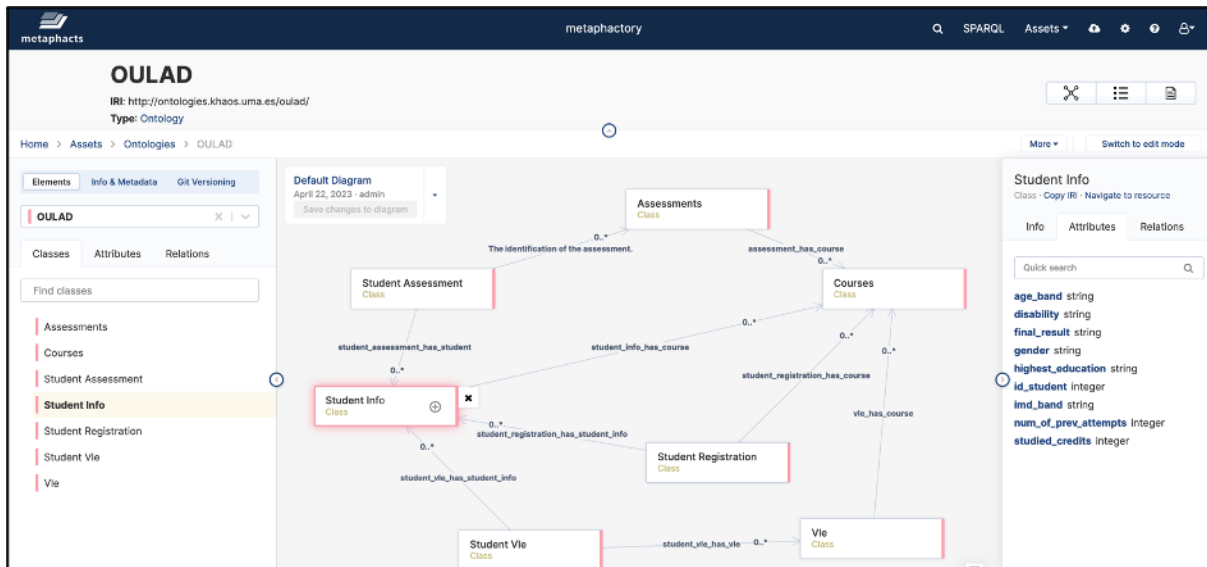 metaphacts
metaphactory
SPARQL
Assets
OULAD
IRI: http://ontologies.khaos.uma.es/oulad/
Type: Ontology
Home > Assets > Ontologies > OULAD
More
Switch to edit mode
Elements
Info & Metadata
Git Versioning
OULAD
Classes
Attributes
Relations
Find classes
Assessments
Courses
Student Assessment
Student Info
Student Registration
Student Vle
Vle
Default Diagram
April 22, 2023 · admin
Save changes to diagram
Assessments
Class
0..*
The identification of the assessment.
assessment_has_course
0..*
Student Assessment
Class
Courses
Class
0..*
student_assessment_has_student
student_info_has_course
0..*
0..*
0..*
student_registration_has_course
Student Info
Class
vle_has_course
0..*
student_registration_has_student_info
0..*
Student Registration
Class
student_vle_has_student_info
Student Vle
Class
student_vle_has_vle
0..*
Vle
Class
Student Info
Class · Copy IRI · Navigate to resource
Info
Attributes
Relations
Quick search
age_band string
disability string
final_result string
gender string
highest_education string
id_student integer
imd_band string
num_of_prev_attempts integer
studied_credits integer